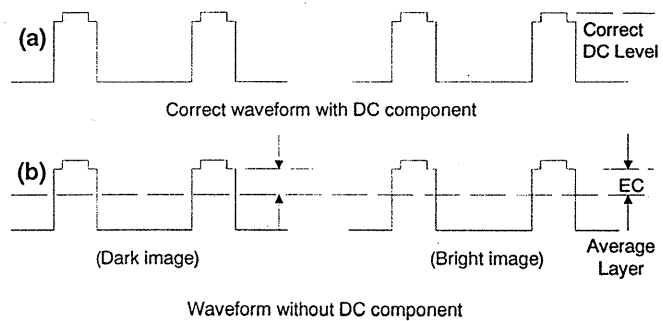 (a)
Correct
DC Level
Correct waveform with DC component
(b)
EC
(Dark image)
(Bright image)
Average
Layer
Waveform without DC component